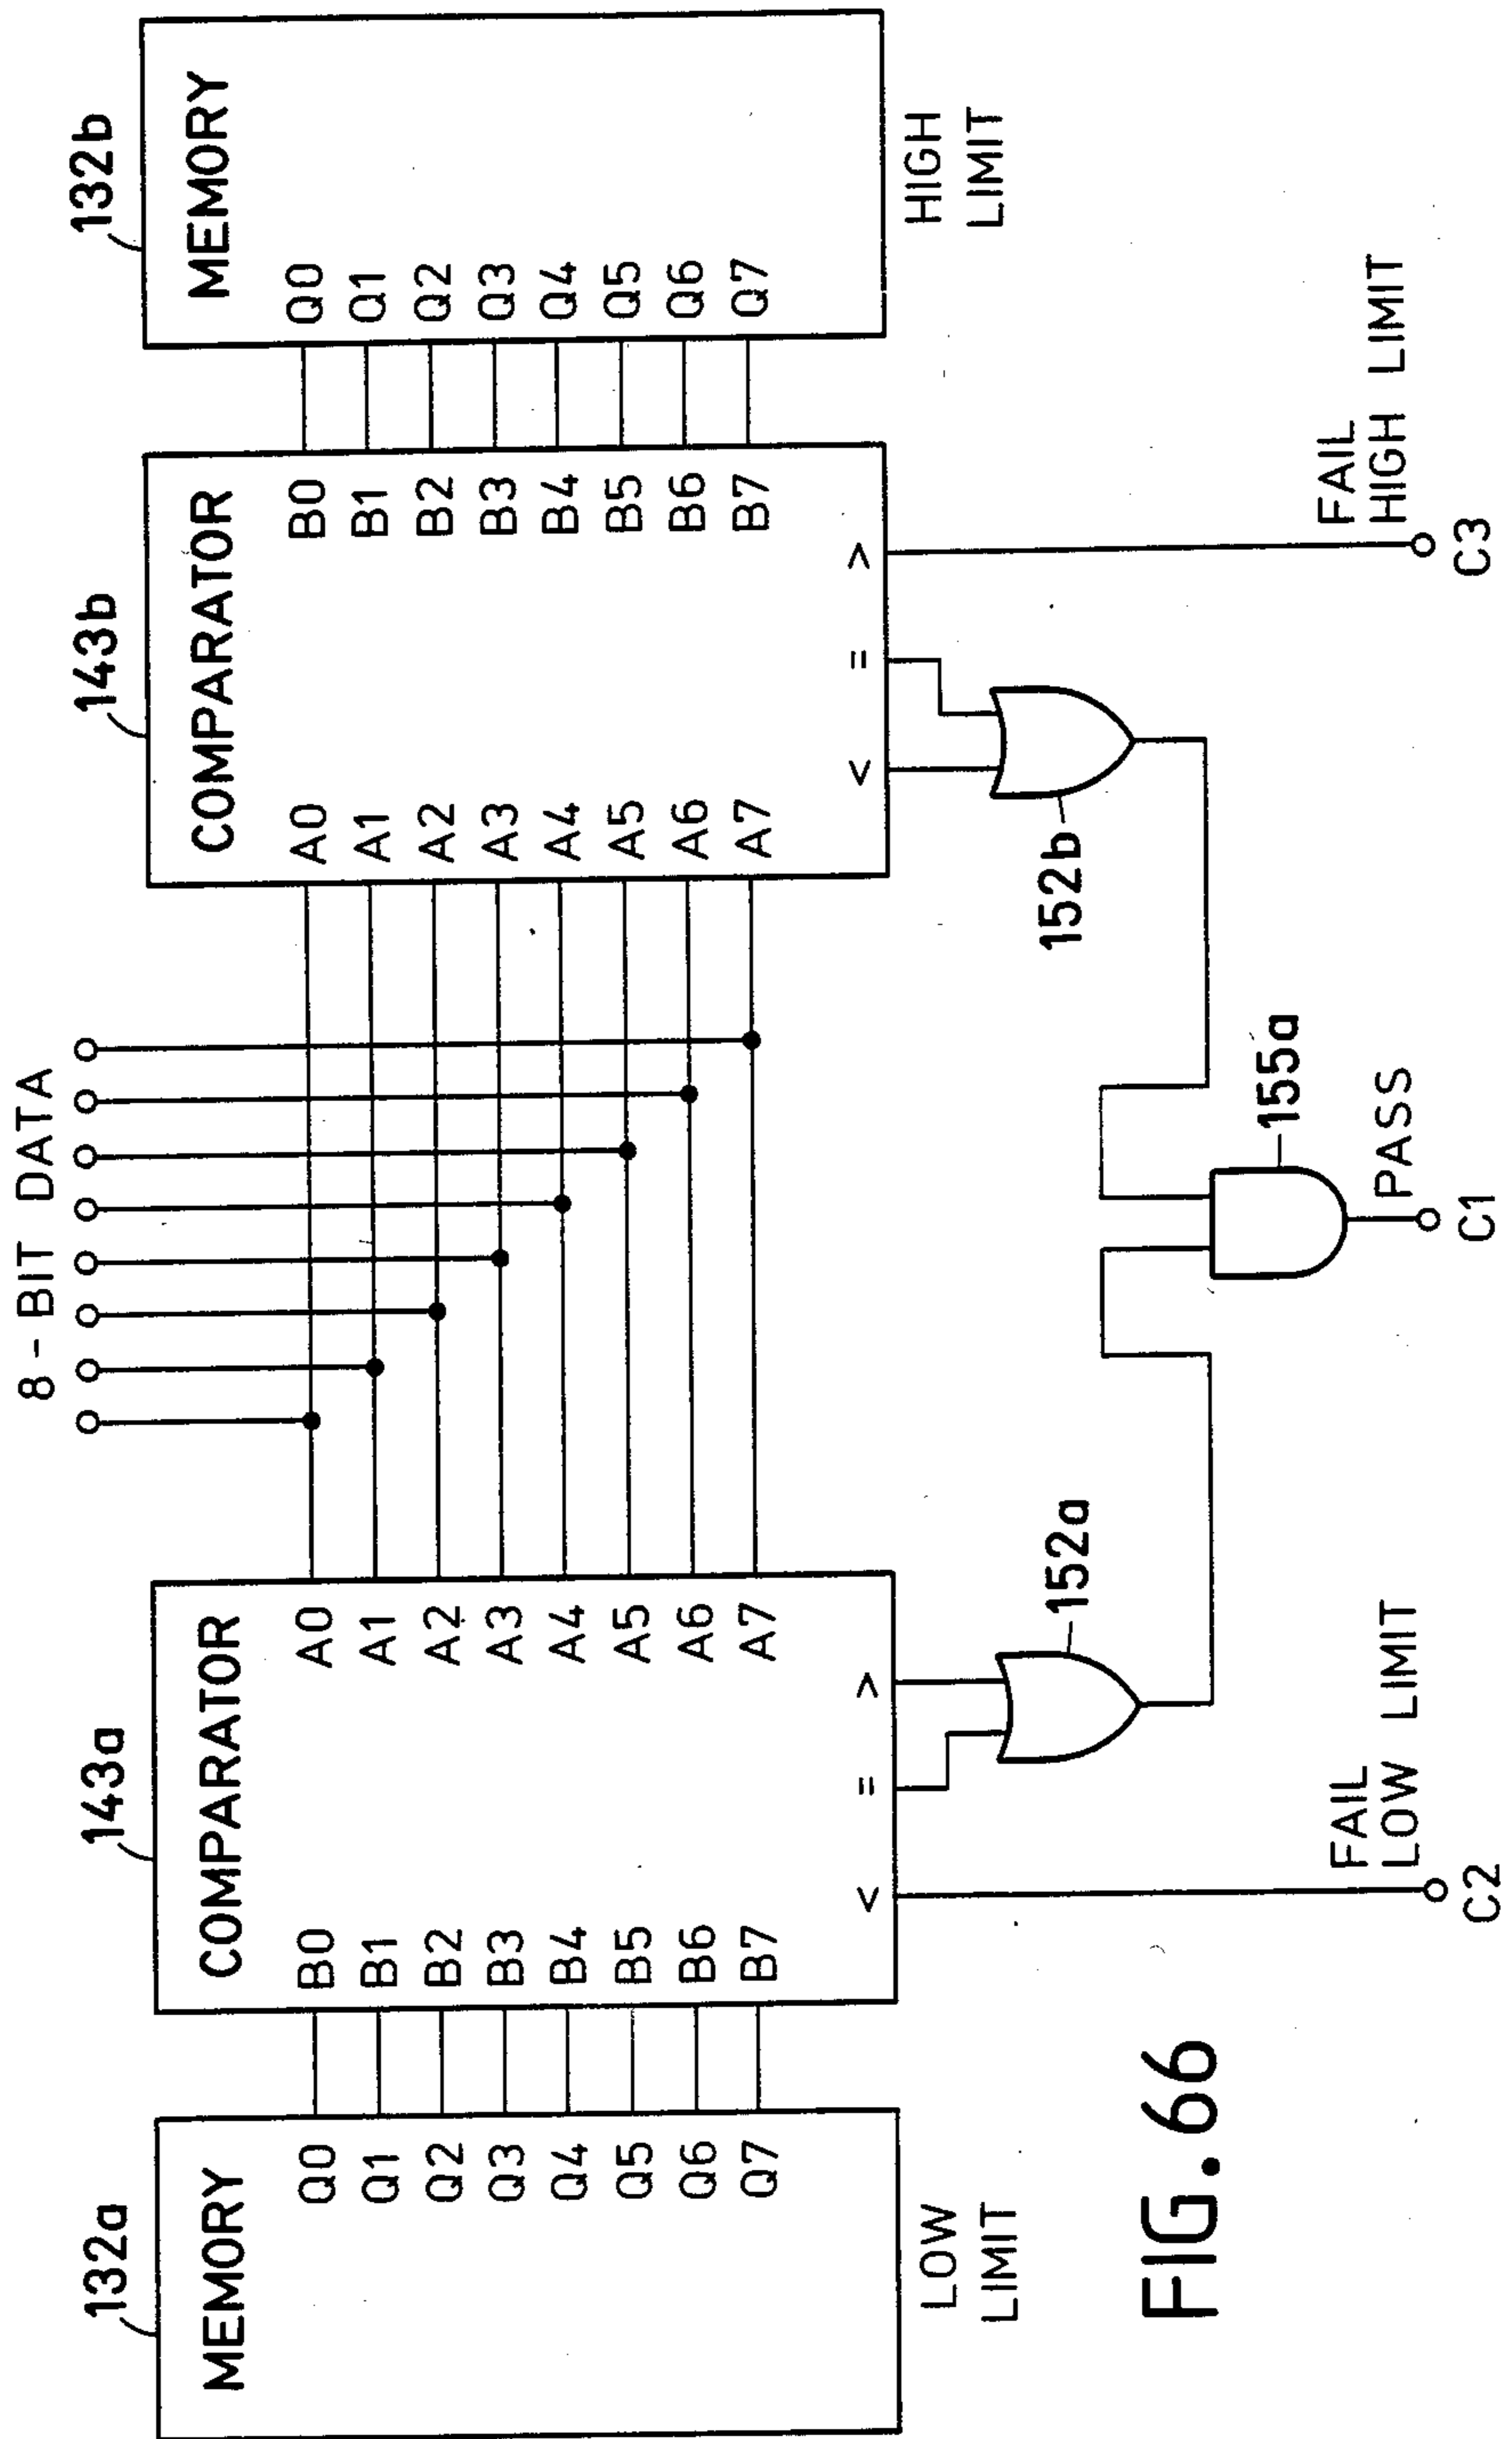 8-BIT DATA
132a
143a
143b
132b
MEMORY
COMPARATOR
COMPARATOR
MEMORY
Q0 B0 A0 A0 B0 Q0
Q1 B1 A1 A1 B1 Q1
Q2 B2 A2 A2 B2 Q2
Q3 B3 A3 A3 B3 Q3
Q4 B4 A4 A4 B4 Q4
Q5 B5 A5 A5 B5 Q5
Q6 B6 A6 A6 B6 Q6
Q7 B7 A7 A7 B7 Q7
< = > < = >
LOW
LIMIT
HIGH
LIMIT
152a
152b
155a
FAIL
LOW LIMIT
C2
PASS
C1
FAIL
HIGH LIMIT
C3
FIG. 66